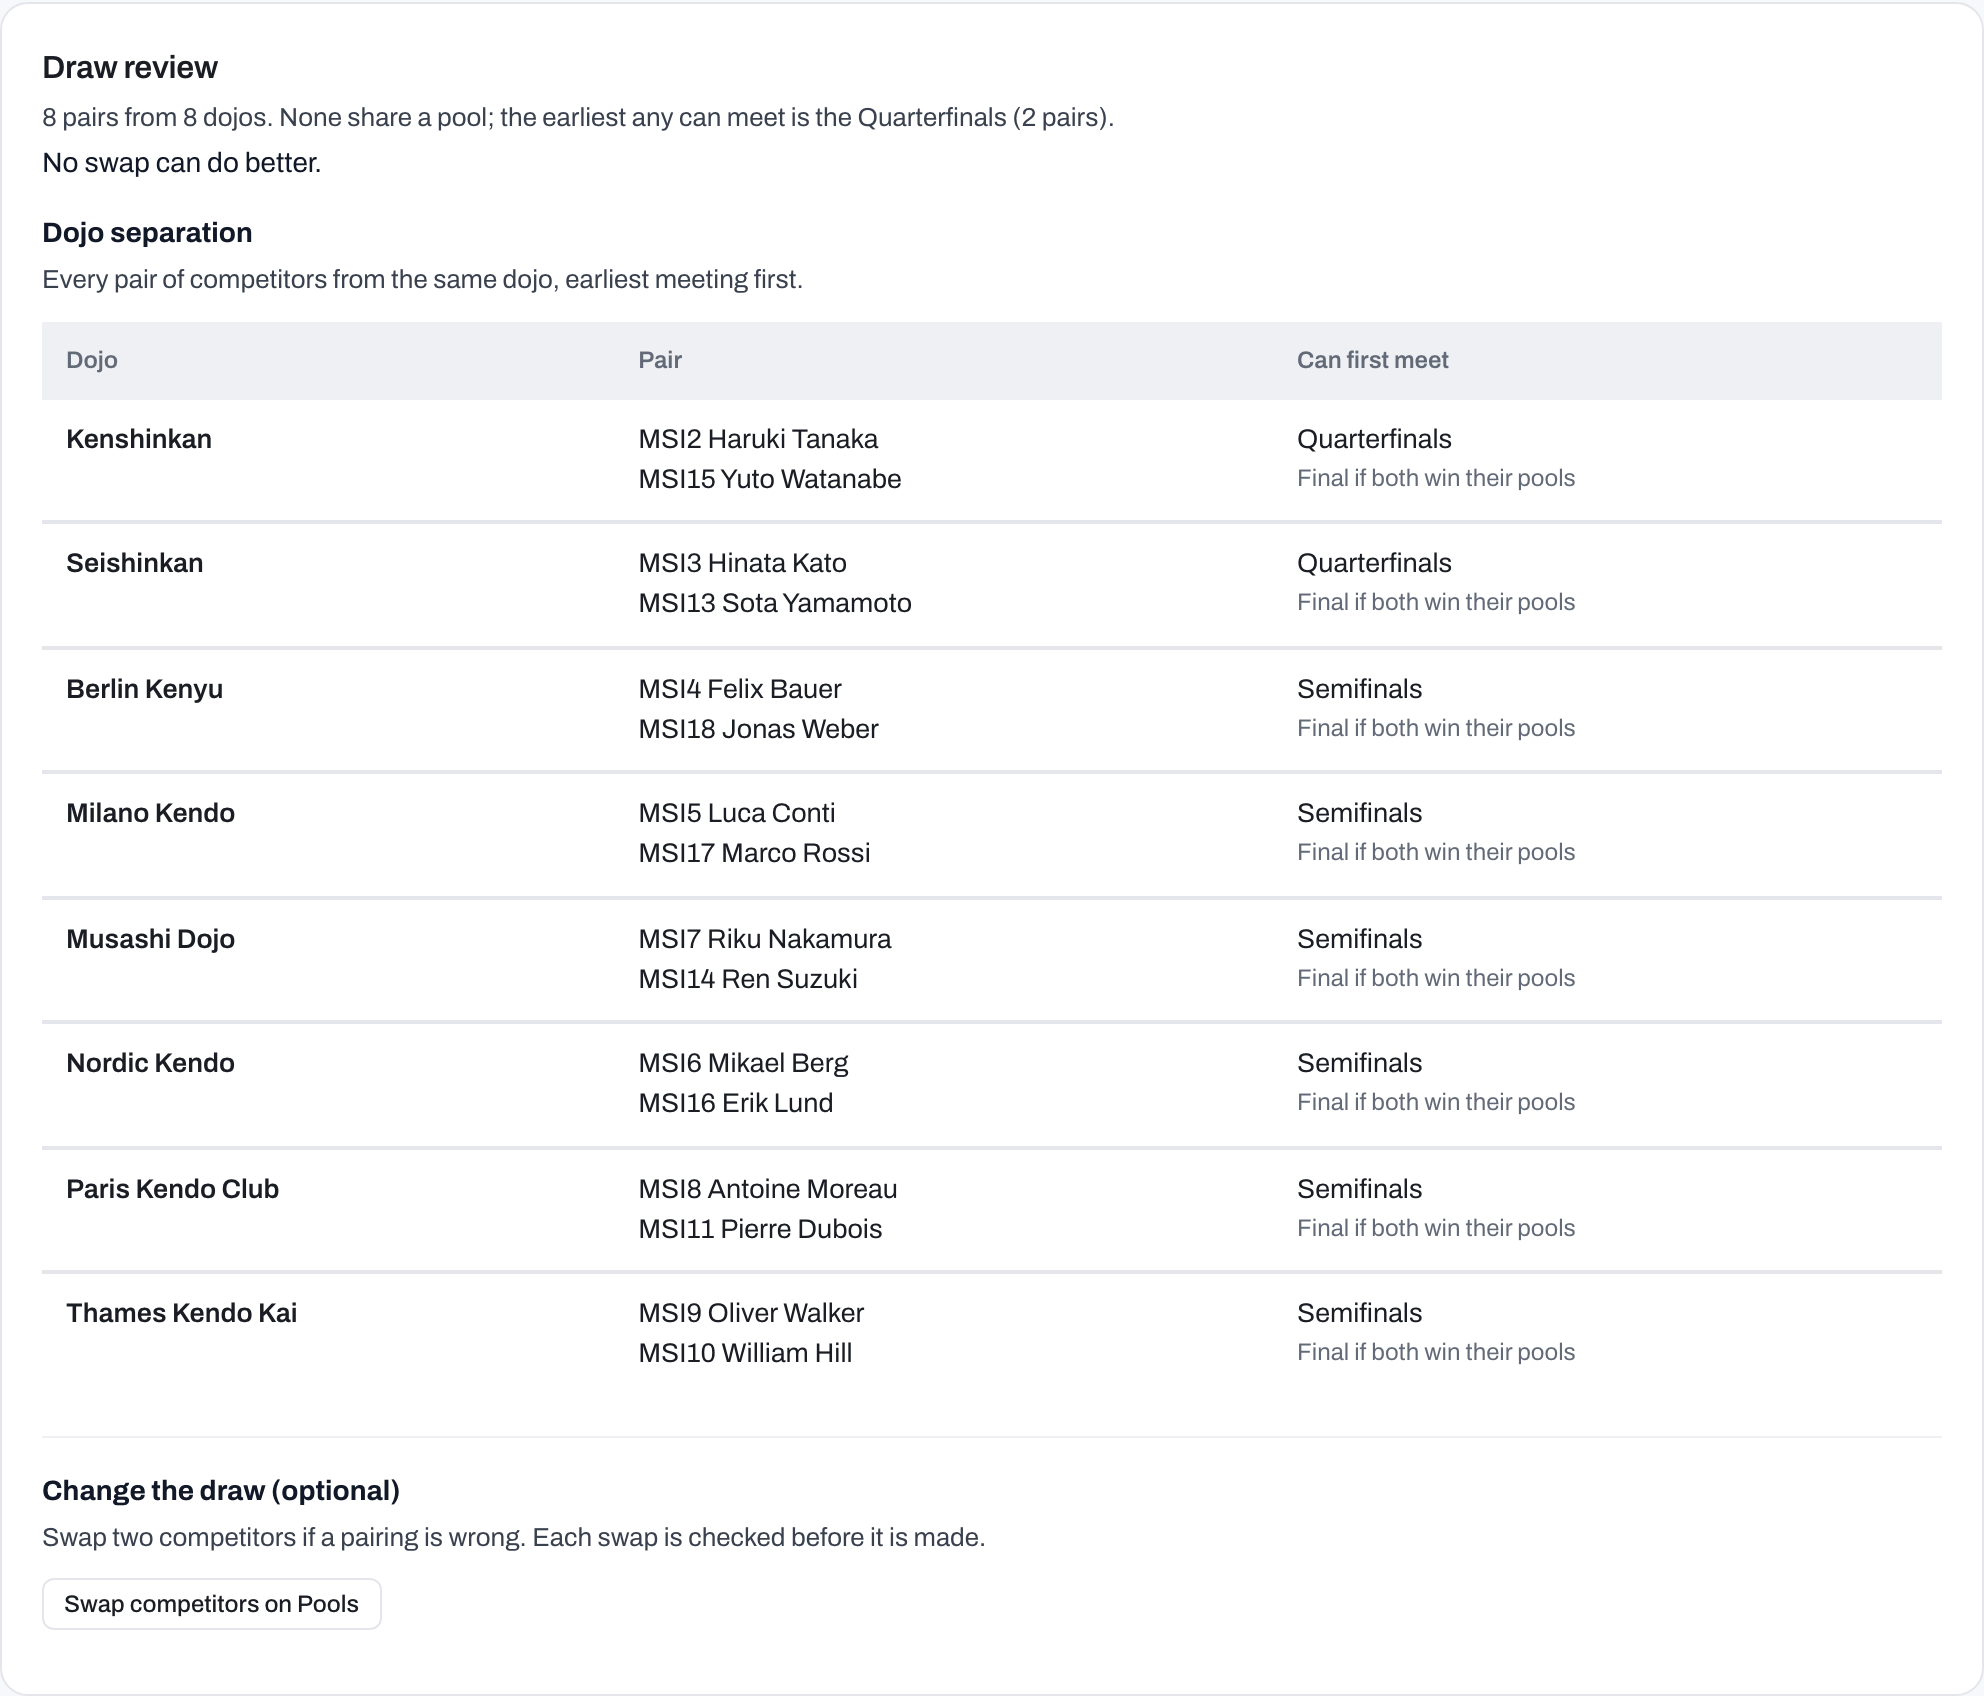 Draw review
8 pairs from 8 dojos. None share a pool; the earliest any can meet is the Quarterfinals (2 pairs).
No swap can do better.
Dojo separation
Every pair of competitors from the same dojo, earliest meeting first.
Dojo Pair Can first meet
Kenshinkan MSI2 Haruki Tanaka Quarterfinals
MSI15 Yuto Watanabe Final if both win their pools
Seishinkan MSI3 Hinata Kato Quarterfinals
MSI13 Sota Yamamoto Final if both win their pools
Berlin Kenyu MSI4 Felix Bauer Semifinals
MSI18 Jonas Weber Final if both win their pools
Milano Kendo MSI5 Luca Conti Semifinals
MSI17 Marco Rossi Final if both win their pools
Musashi Dojo MSI7 Riku Nakamura Semifinals
MSI14 Ren Suzuki Final if both win their pools
Nordic Kendo MSI6 Mikael Berg Semifinals
MSI16 Erik Lund Final if both win their pools
Paris Kendo Club MSI8 Antoine Moreau Semifinals
MSI11 Pierre Dubois Final if both win their pools
Thames Kendo Kai MSI9 Oliver Walker Semifinals
MSI10 William Hill Final if both win their pools
Change the draw (optional)
Swap two competitors if a pairing is wrong. Each swap is checked before it is made.
Swap competitors on Pools